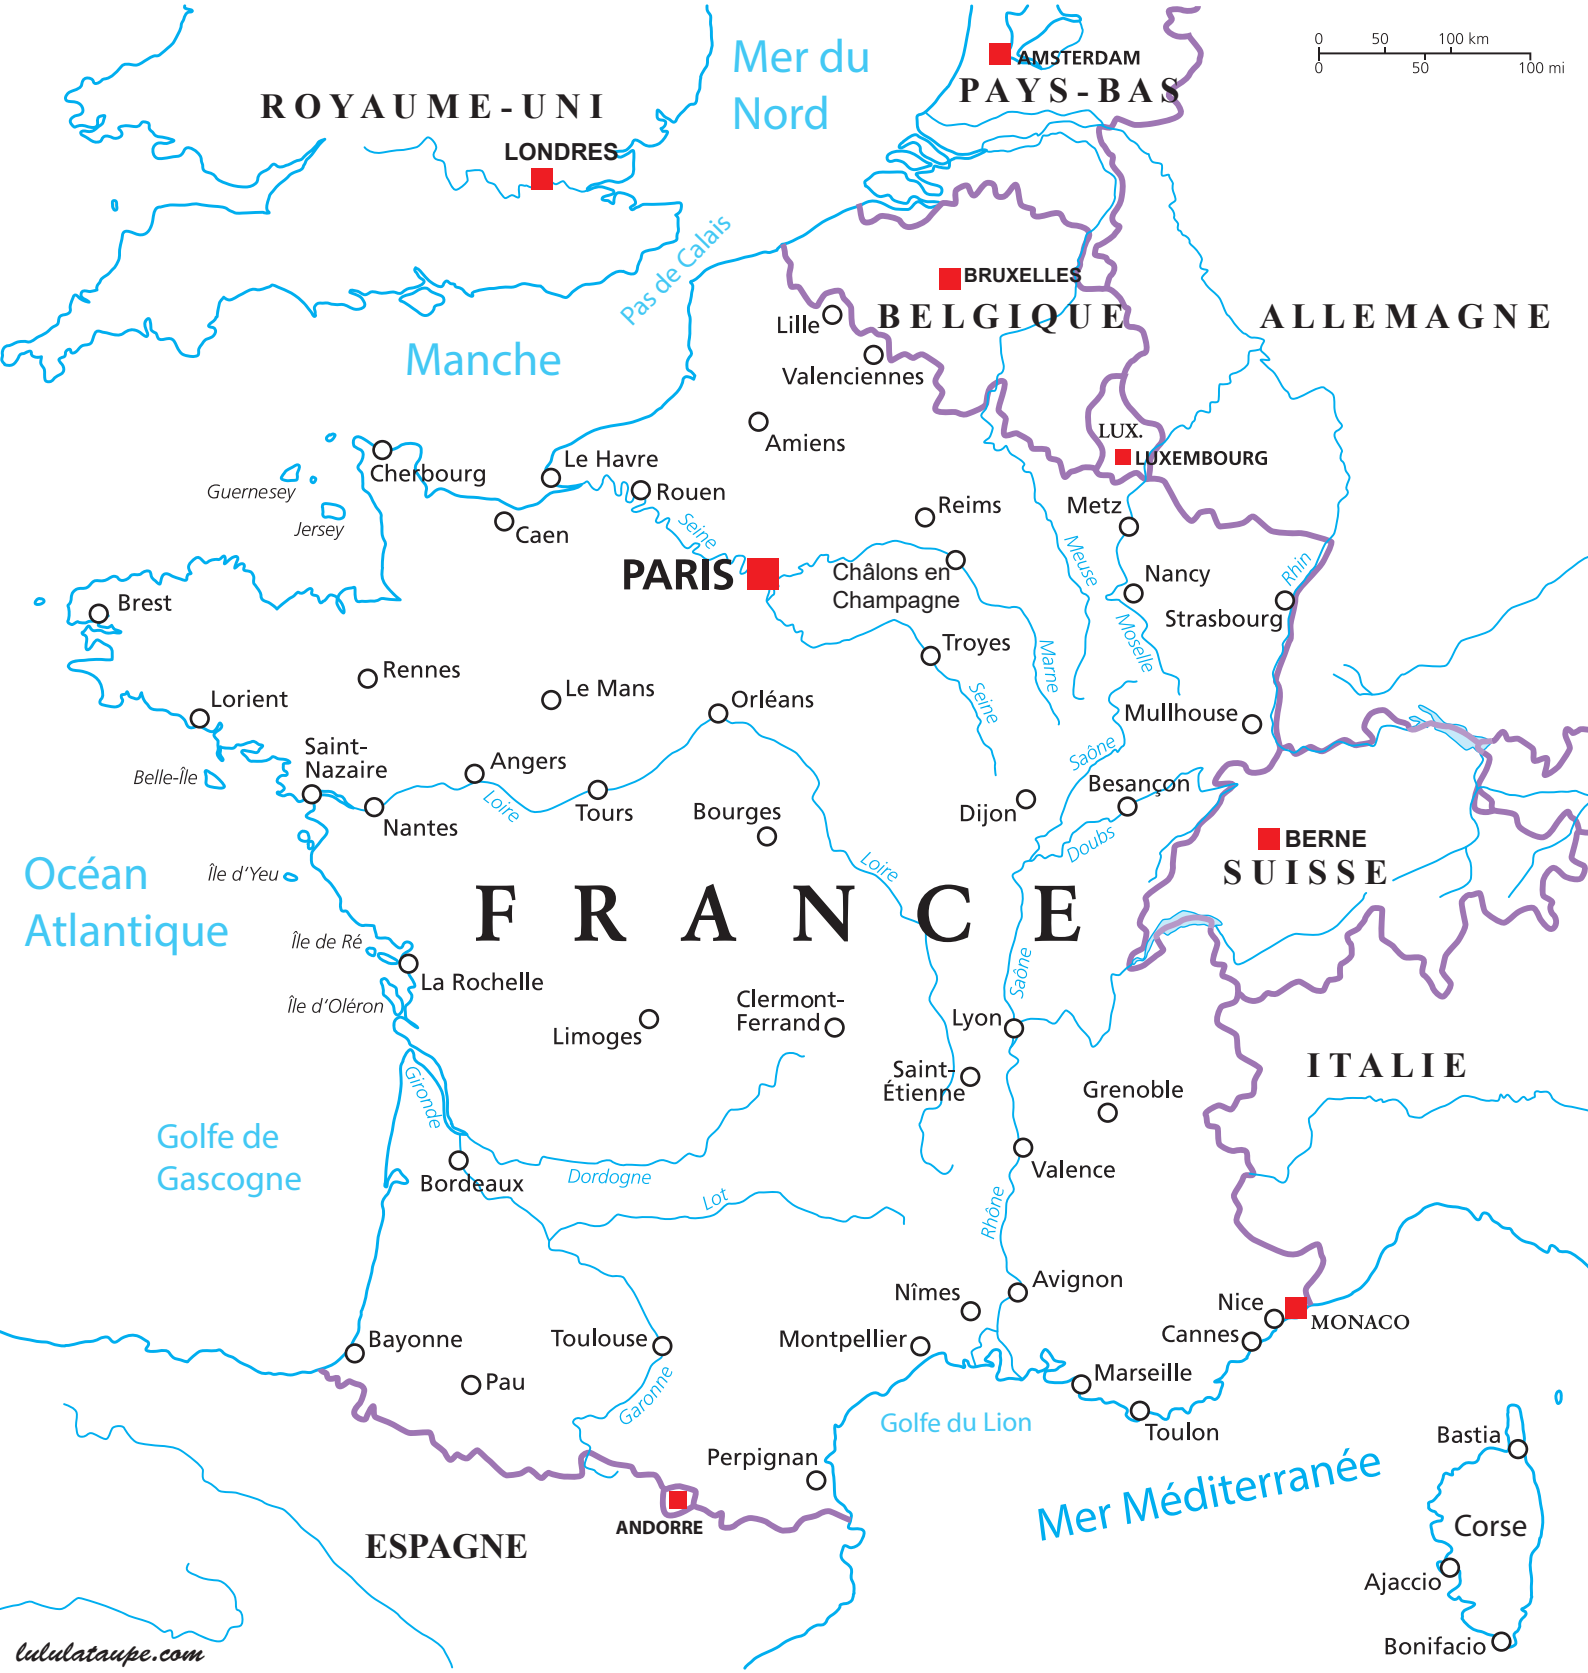 Mer du
Nord
AMSTERDAM
PAYS-BAS
0 50 100 km
0 50 100 mi
ROYAUME-UNI
LONDRES
Pas de Calais
BRUXELLES
BELGIQUE
ALLEMAGNE
Lille
Valenciennes
Manche
Amiens
LUX.
LUXEMBOURG
Cherbourg
Le Havre
Rouen
Guernesey
Jersey
Caen
Seine
Reims
Metz
PARIS
Châlons en
Champagne
Meuse
Nancy
Rhin
Strasbourg
Brest
Troyes
Marne
Moselle
Rennes
Le Mans
Orléans
Seine
Lorient
Mullhouse
Saint-
Nazaire
Angers
Saône
Belle-Île
Besançon
Loire
Tours
Bourges
Dijon
Nantes
Doubs
BERNE
SUISSE
Loire
Océan
Atlantique
Île d'Yeu
FRANCE
Île de Ré
La Rochelle
Saône
Île d'Oléron
Clermont-
Ferrand
Limoges
Lyon
ITALIE
Saint-
Étienne
Grenoble
Gironde
Golfe de
Gascogne
Bordeaux
Dordogne
Valence
Lot
Rhône
Avignon
Nîmes
Nice
MONACO
Cannes
Bayonne
Toulouse
Montpellier
Pau
Garonne
Marseille
Golfe du Lion
Toulon
Perpignan
Bastia
Mer Méditerranée
ANDORRE
ESPAGNE
Corse
Ajaccio
Bonifacio
lululataupe.com